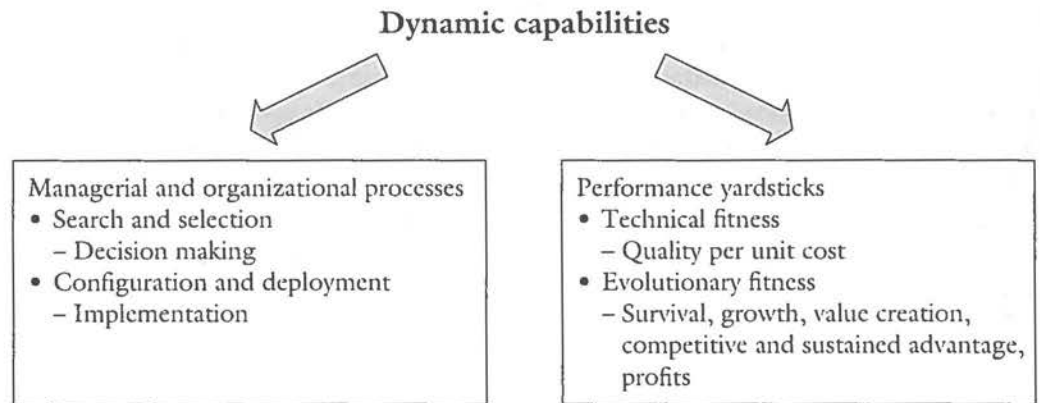 Dynamic capabilities
Managerial and organizational processes
• Search and selection
– Decision making
• Configuration and deployment
– Implementation
Performance yardsticks
• Technical fitness
– Quality per unit cost
• Evolutionary fitness
– Survival, growth, value creation,
competitive and sustained advantage,
profits